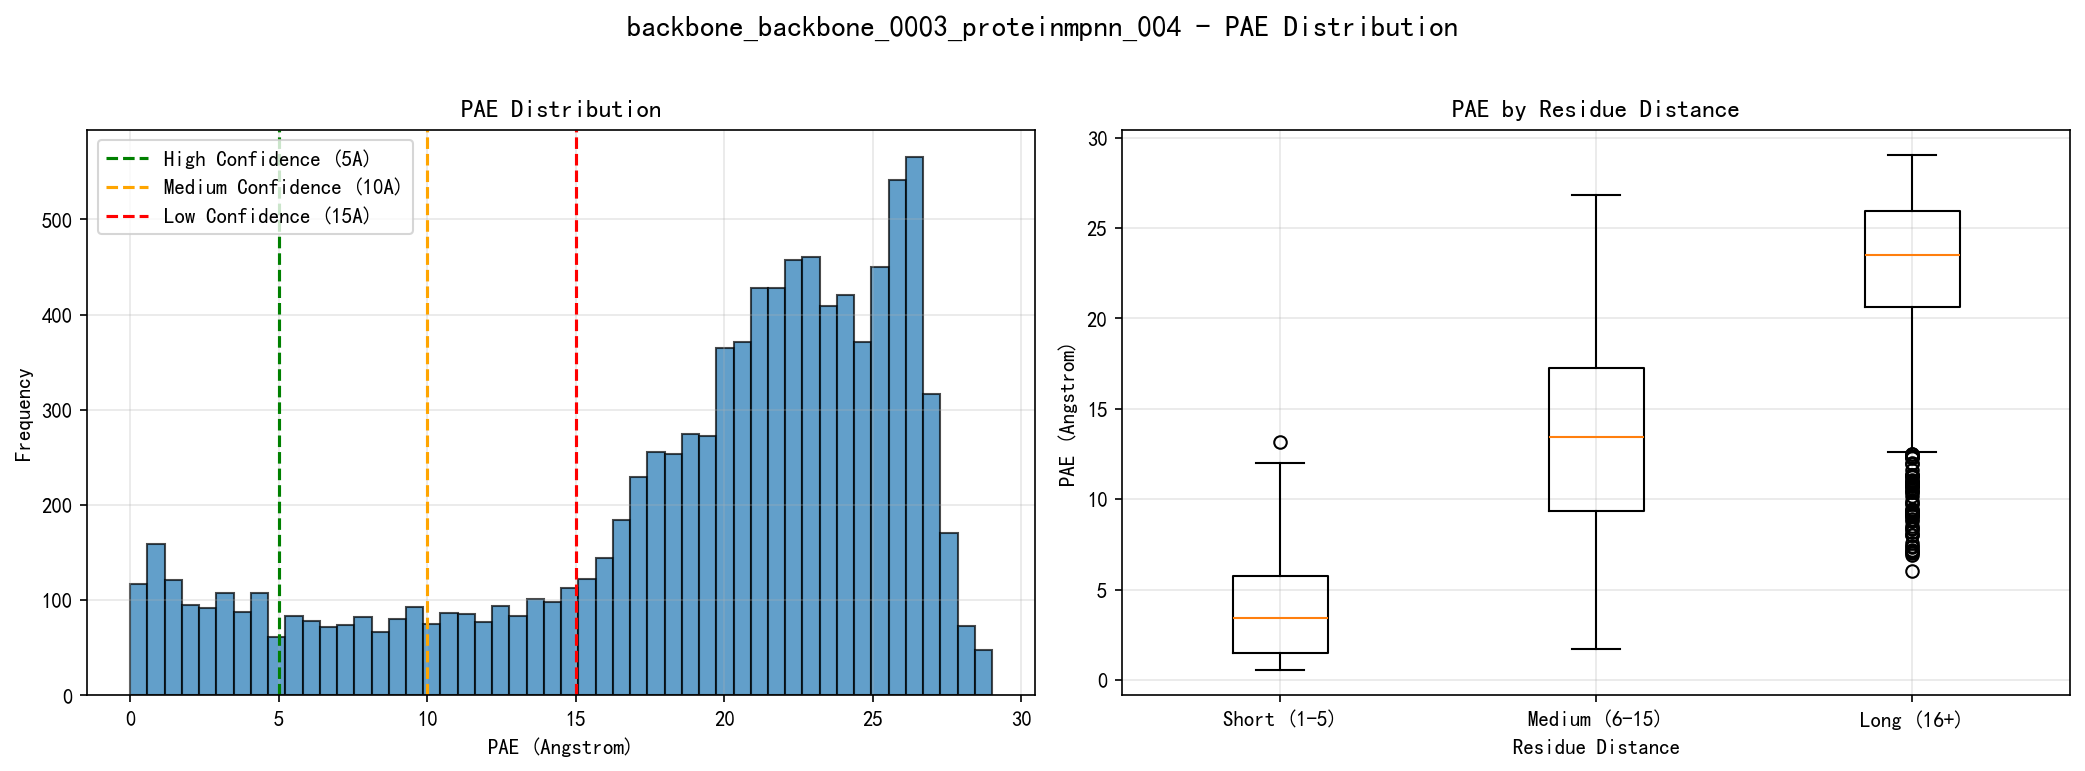 backbone_backbone_0003_proteinmpnn_004 - PAE Distribution
PAE Distribution
High Confidence (5A)
Medium Confidence (10A)
Low Confidence (15A)
Frequency
500
400
300
200
100
0
0 5 10 15 20 25 30
PAE (Angstrom)
PAE by Residue Distance
PAE (Angstrom)
30
25
20
15
10
5
0
Short (1-5) Medium (6-15) Long (16+)
Residue Distance